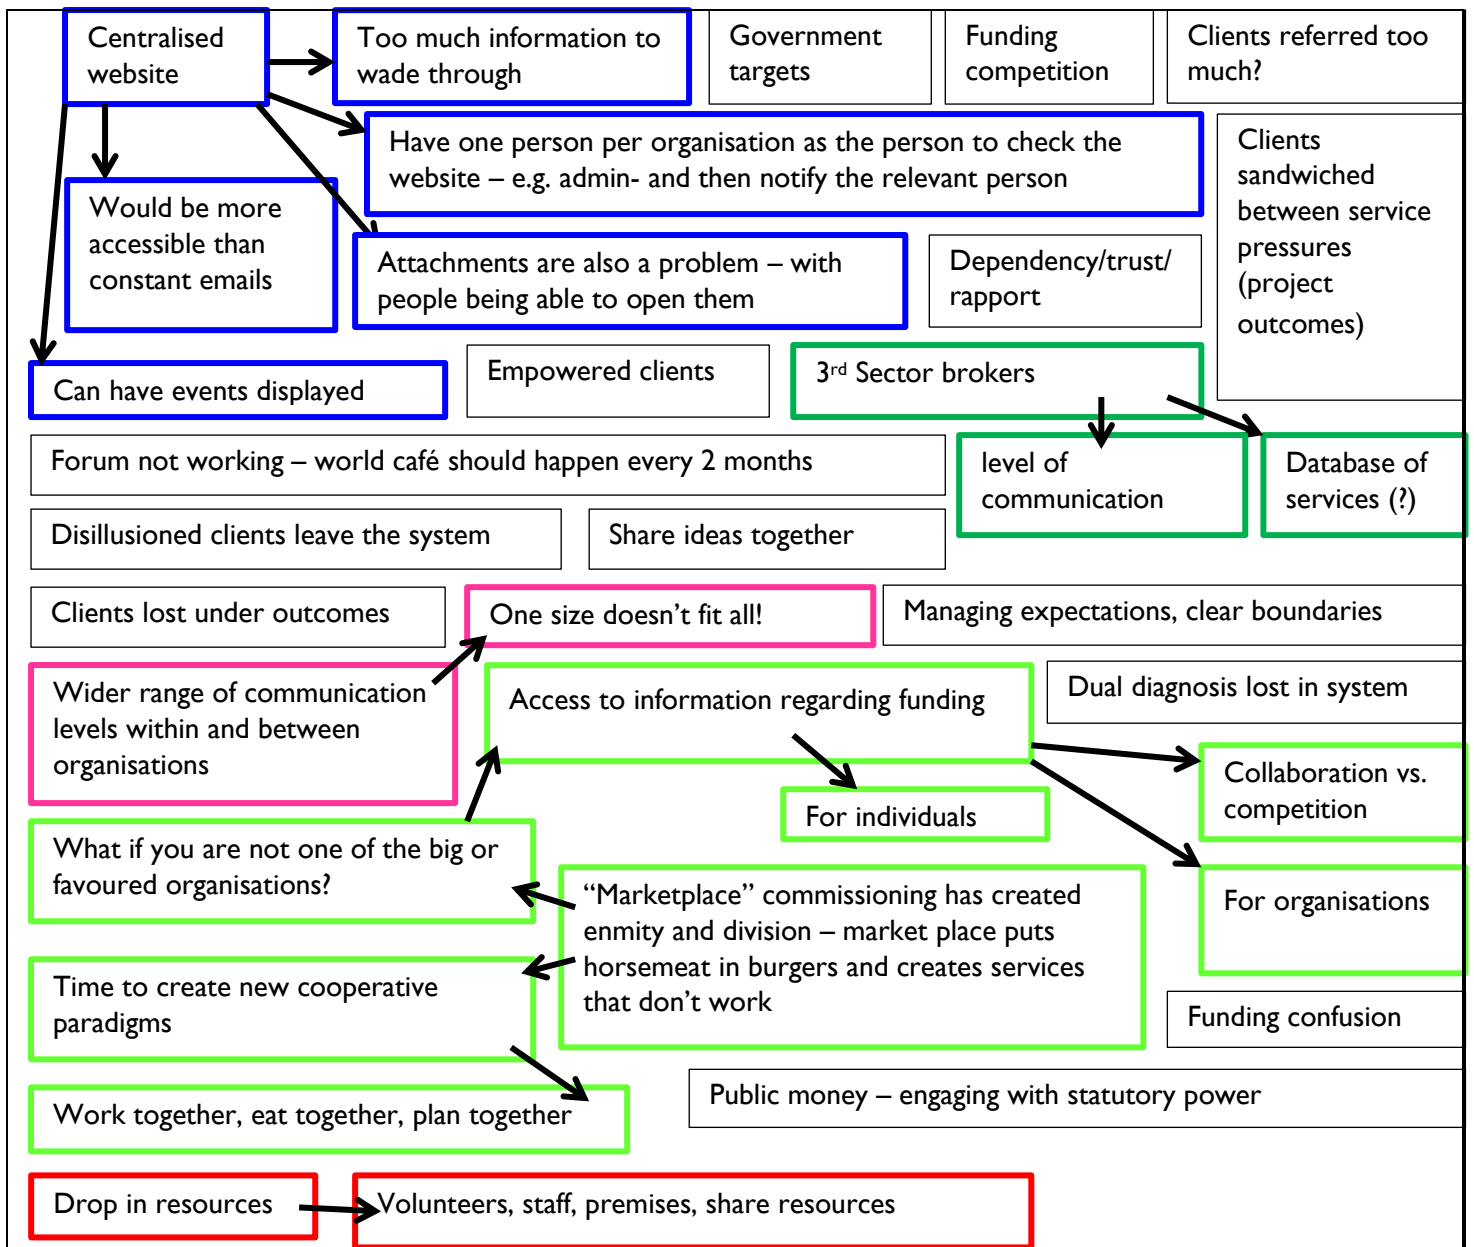 Centralised
website
Too much information to
wade through
Government
targets
Funding
competition
Clients referred too
much?
Have one person per organisation as the person to check the
website – e.g. admin- and then notify the relevant person
Clients
sandwiched
between service
pressures
(project
outcomes)
Would be more
accessible than
constant emails
Attachments are also a problem – with
people being able to open them
Dependency/trust/
rapport
Can have events displayed
Empowered clients
3rd Sector brokers
Forum not working – world café should happen every 2 months
level of
communication
Database of
services (?)
Disillusioned clients leave the system
Share ideas together
Clients lost under outcomes
One size doesn’t fit all!
Managing expectations, clear boundaries
Wider range of communication
levels within and between
organisations
Access to information regarding funding
Dual diagnosis lost in system
Collaboration vs.
competition
For individuals
What if you are not one of the big or
favoured organisations?
“Marketplace” commissioning has created
enmity and division – market place puts
horsemeat in burgers and creates services
that don’t work
For organisations
Time to create new cooperative
paradigms
Funding confusion
Work together, eat together, plan together
Public money – engaging with statutory power
Drop in resources
Volunteers, staff, premises, share resources